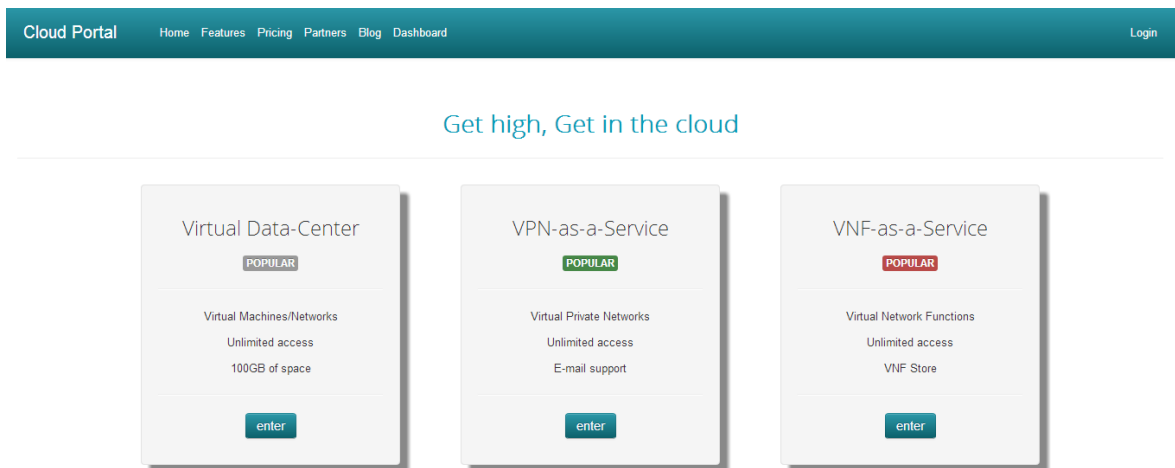 Cloud Portal Home Features Pricing Partners Blog Dashboard Login
Get high, Get in the cloud
Virtual Data-Center
POPULAR
Virtual Machines/Networks
Unlimited access
100GB of space
enter
VPN-as-a-Service
POPULAR
Virtual Private Networks
Unlimited access
E-mail support
enter
VNF-as-a-Service
POPULAR
Virtual Network Functions
Unlimited access
VNF Store
enter